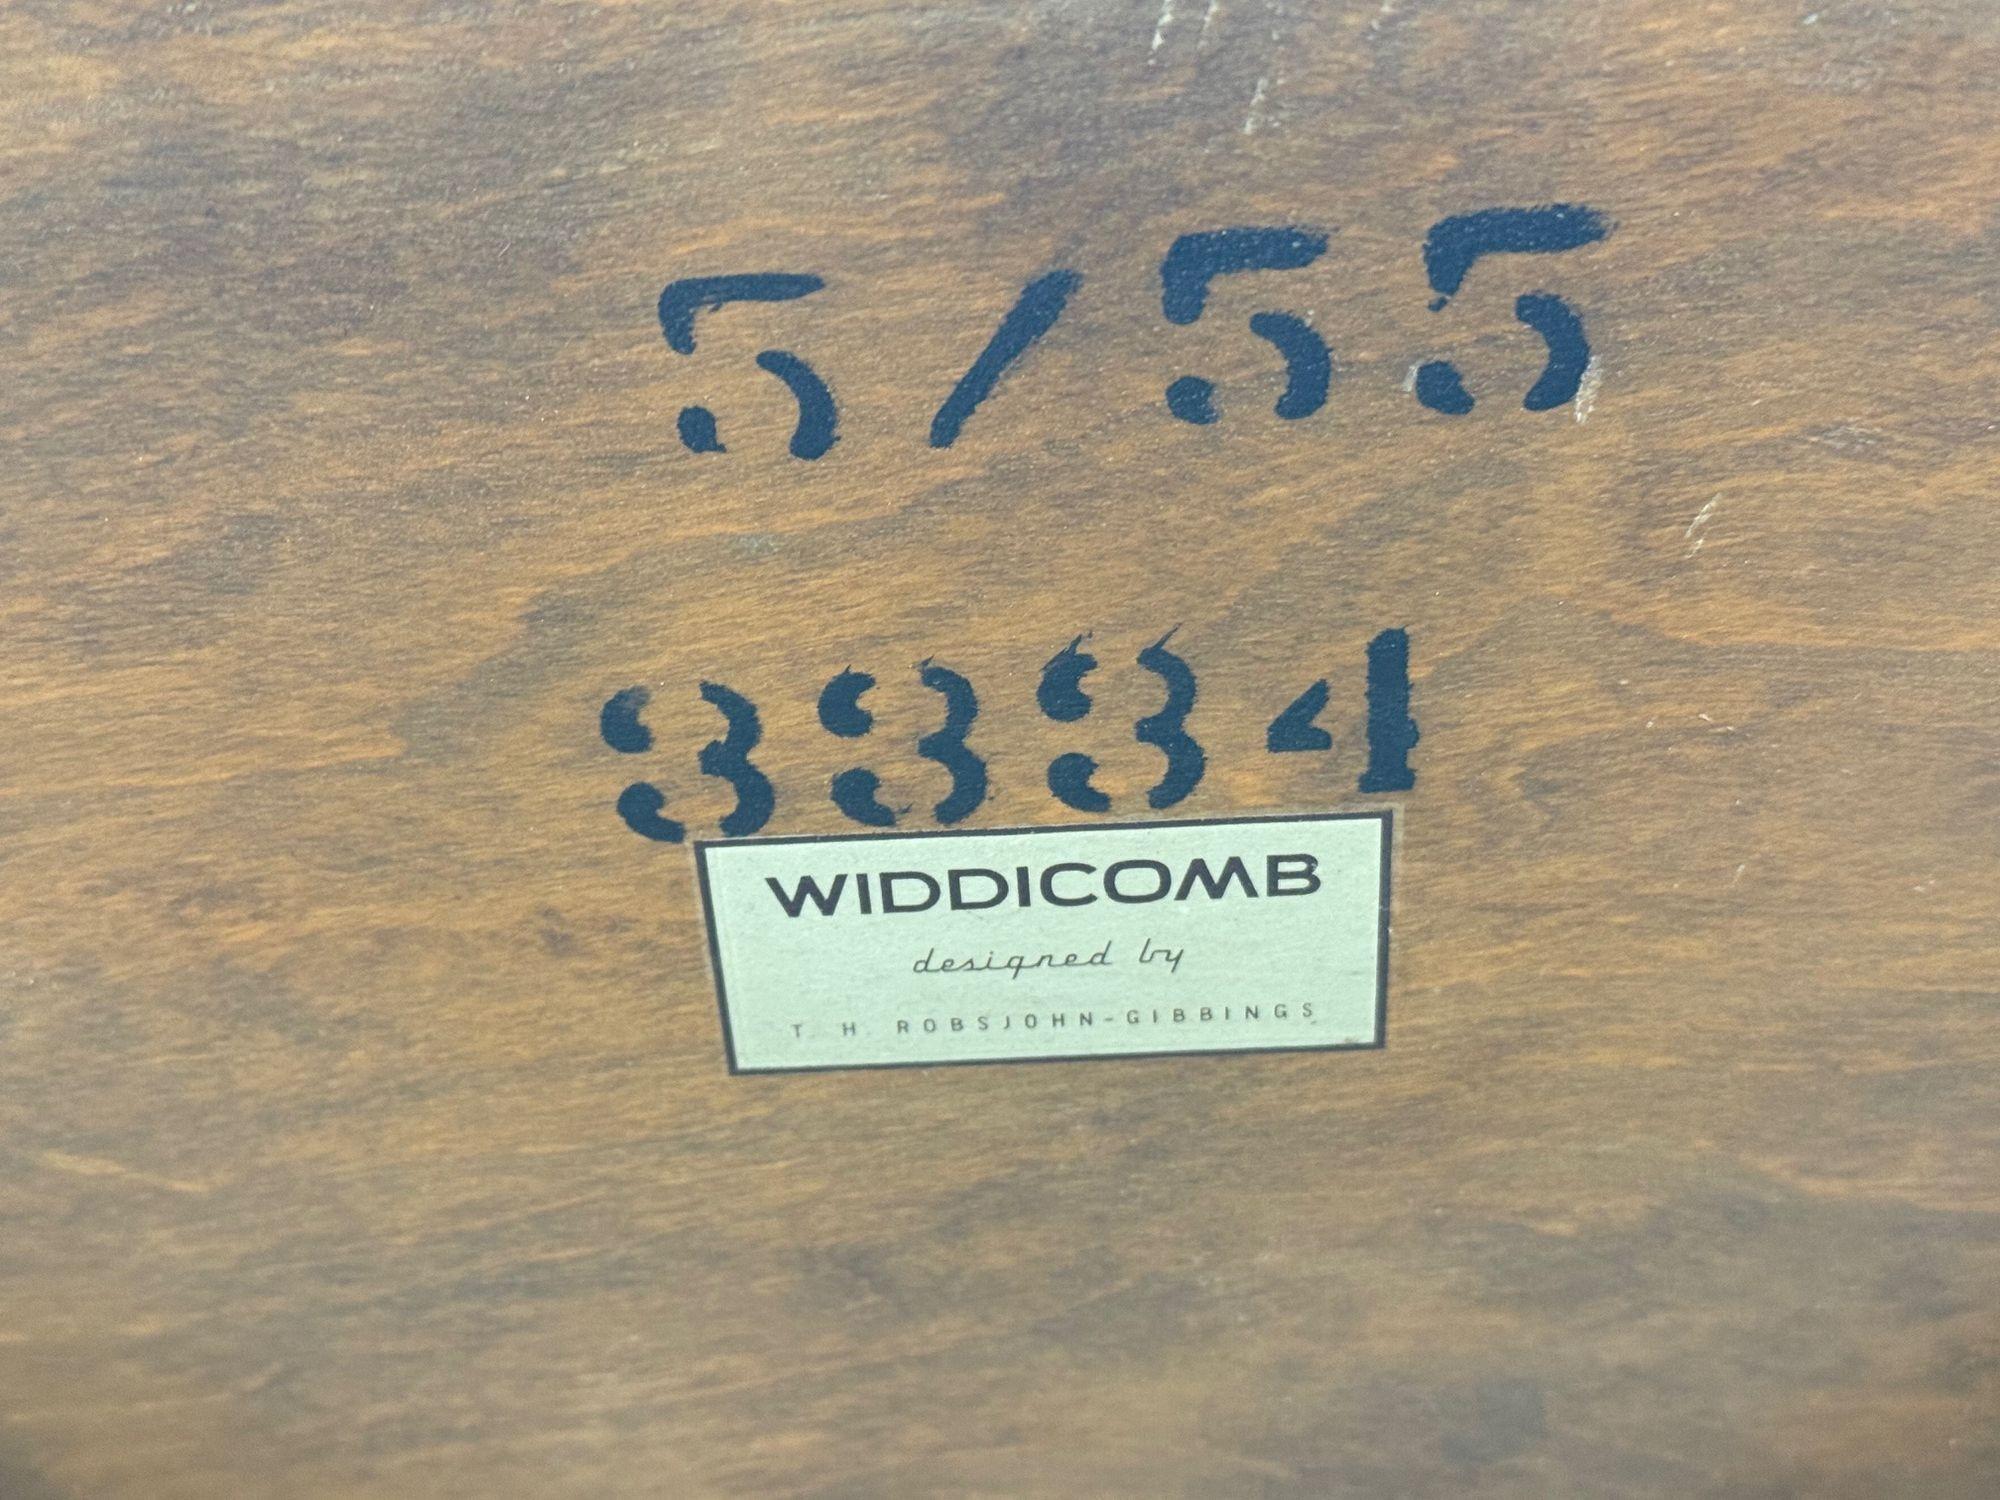 5/55
3334
WIDDICOMB
designed by
T. H. ROBSJOHN-GIBBINGS